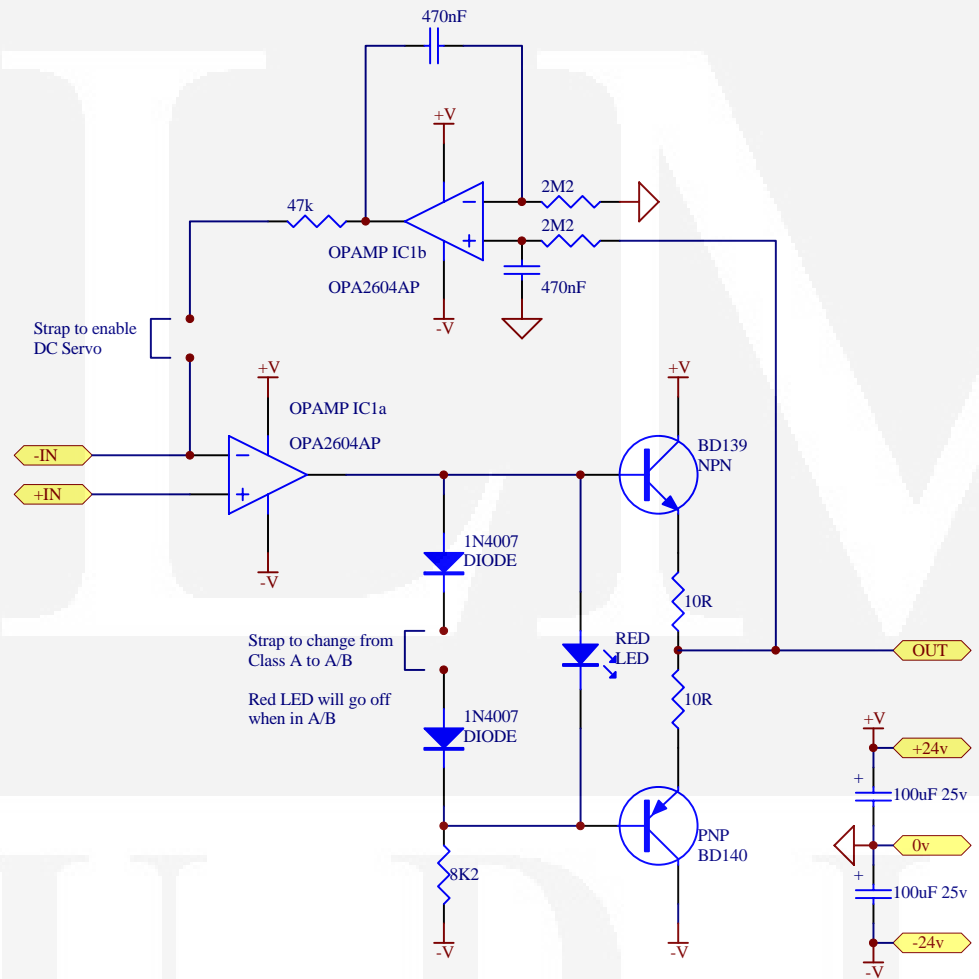 470nF
+V
2M2
47k
2M2
OPAMP IC1b
OPA2604AP
470nF
-V
Strap to enable
DC Servo
+V
+V
OPAMP IC1a
OPA2604AP
BD139
NPN
-IN
+IN
1N4007
DIODE
-V
10R
Strap to change from
Class A to A/B
RED
LED
OUT
Red LED will go off
when in A/B
10R
1N4007
DIODE
+V
+24v
+
100uF 25v
PNP
BD140
0v
8K2
+
100uF 25v
-V
-V
-24v
-V